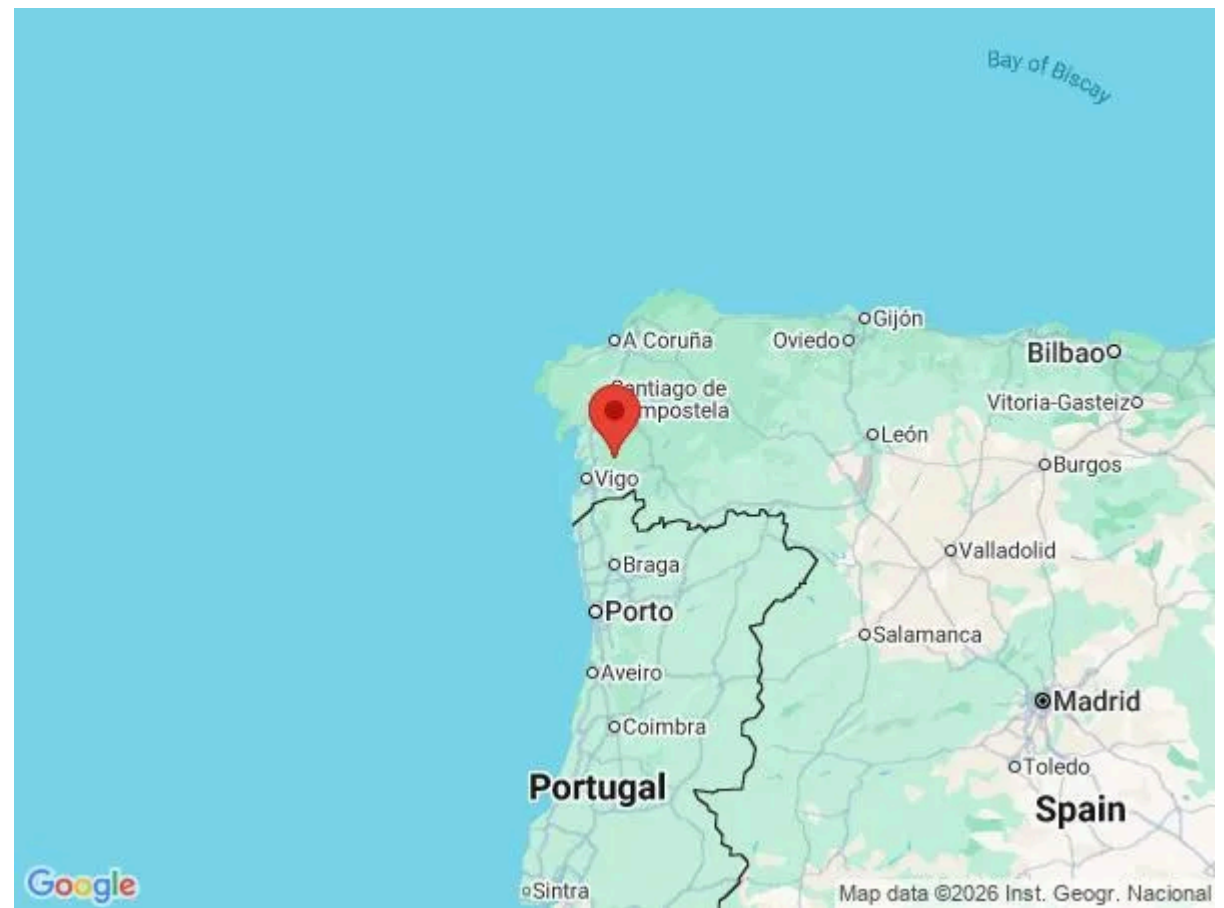 Bay of Biscay
A Coruña
Gijón
Oviedo
Bilbao
Santiago de
mpostela
Vitoria-Gasteiz
León
Burgos
Vigo
Valladolid
Braga
Porto
Salamanca
Aveiro
Madrid
Coimbra
Toledo
Portugal
Spain
Google
Sintra
Map data ©2026 Inst. Geogr. Nacional